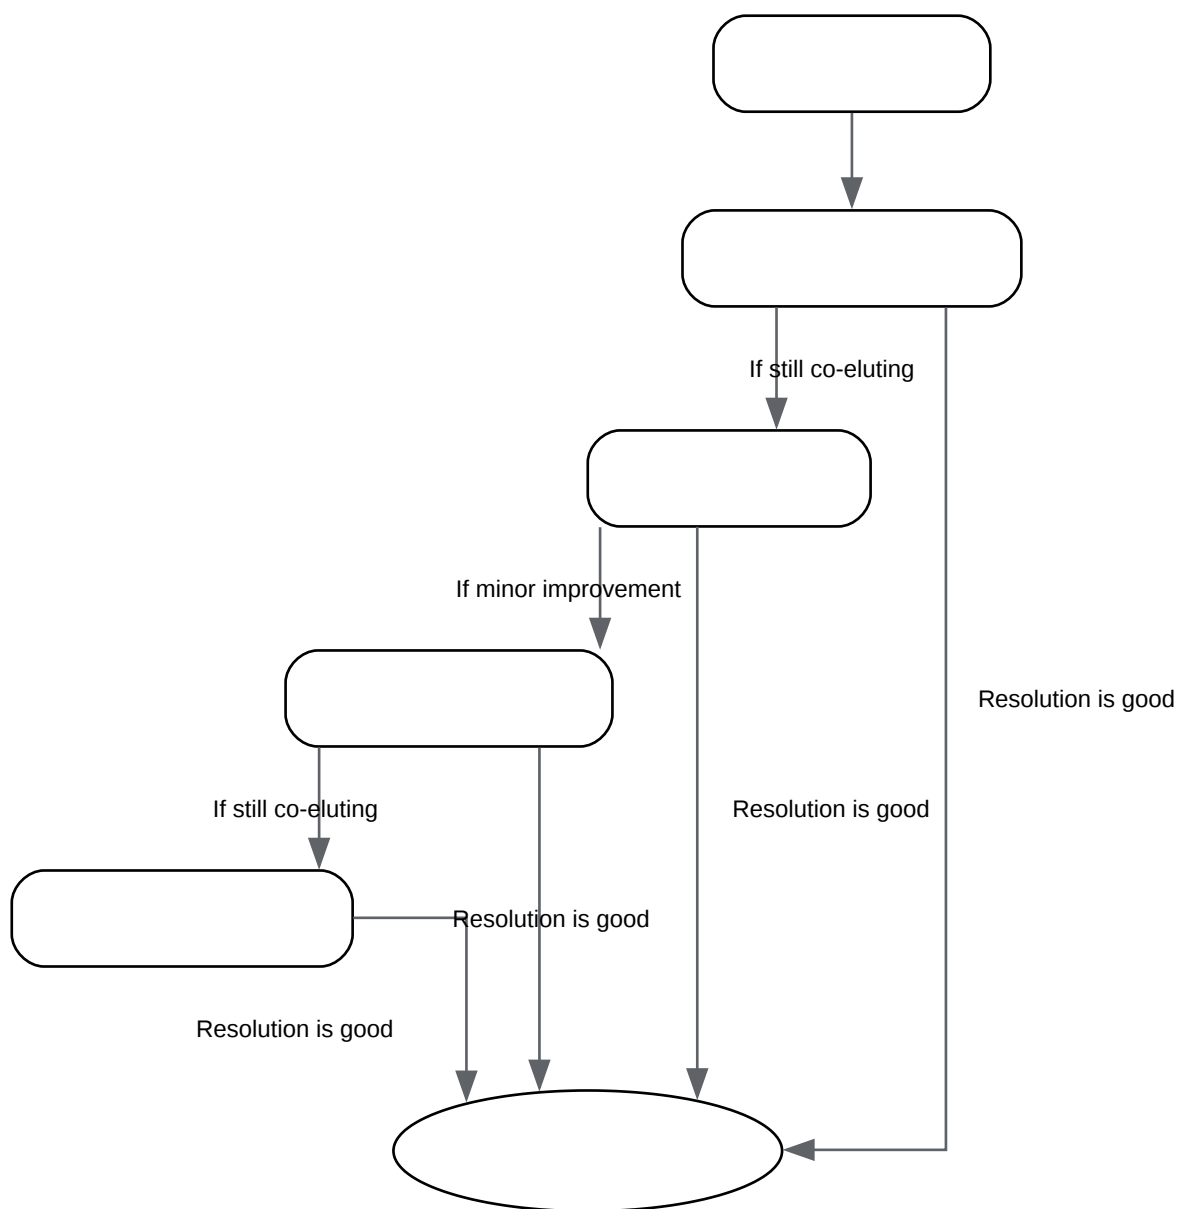 If still co-eluting
If minor improvement
Resolution is good
If still co-eluting
Resolution is good
Resolution is good
Resolution is good